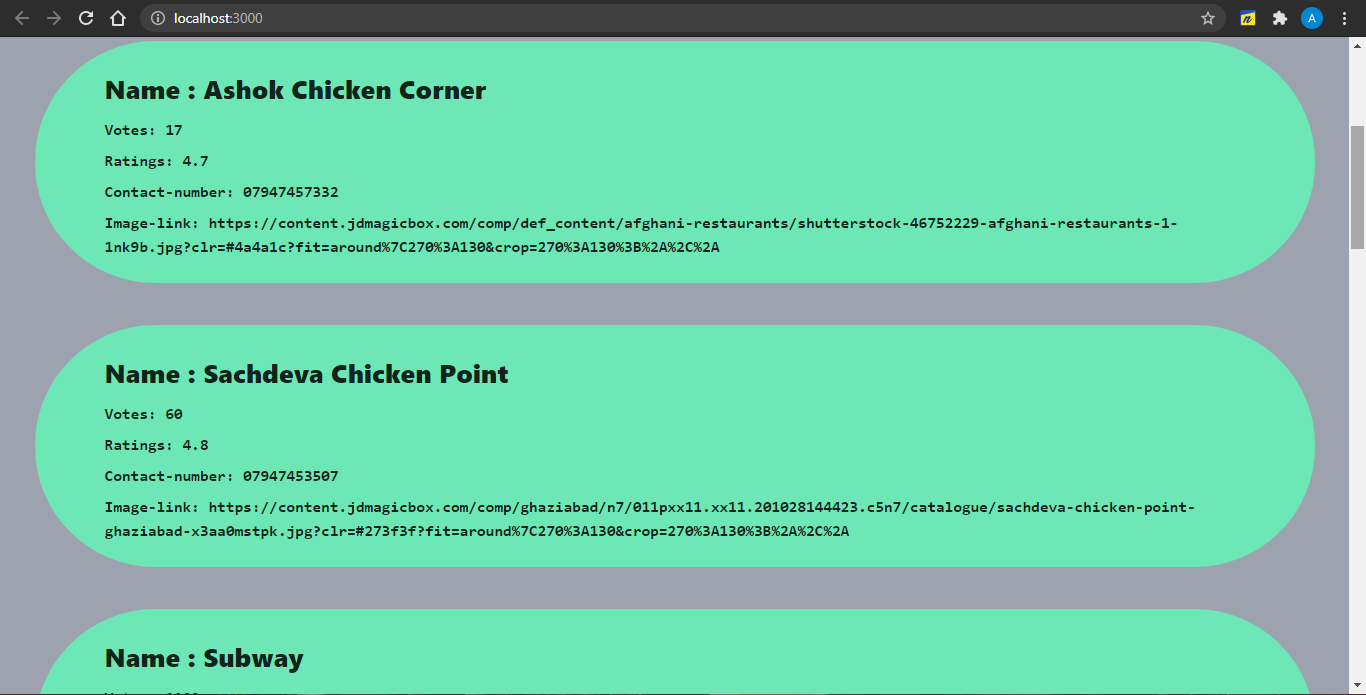 localhost:3000
A
Name : Ashok Chicken Corner
Votes: 17
Ratings: 4.7
Contact-number: 07947457332
Image-link: https://content.jdmagicbox.com/comp/def_content/afghani-restaurants/shutterstock-46752229-afghani-restaurants-1-
1nk9b.jpg?clr=#4a4a1c?fit=around%7C270%3A130&crop=270%3A130%3B%2A%2C%2A
Name : Sachdeva Chicken Point
Votes: 60
Ratings: 4.8
Contact-number: 07947453507
Image-link: https://content.jdmagicbox.com/comp/ghaziabad/n7/011pxx11.xx11.201028144423.c5n7/catalogue/sachdeva-chicken-point-
ghaziabad-x3aa0mstpk.jpg?clr=#273f3f?fit=around%7C270%3A130&crop=270%3A130%3B%2A%2C%2A
Name : Subway